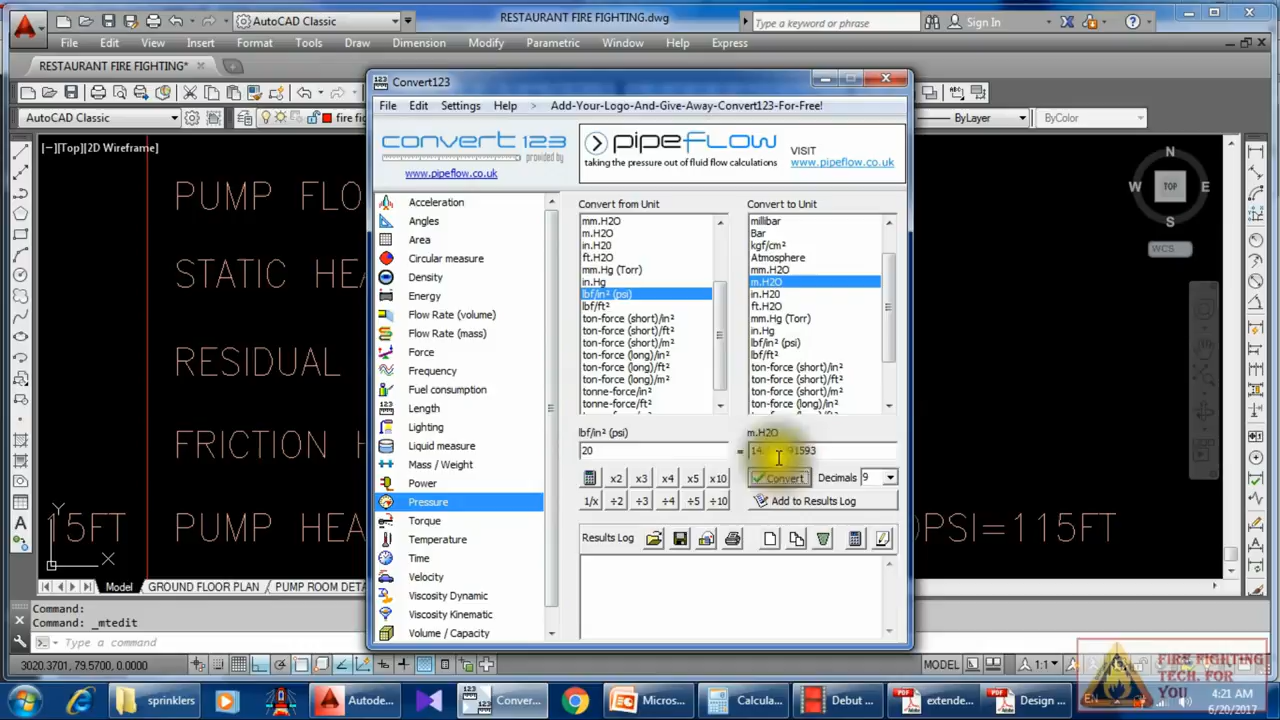 AutoCAD Classic
RESTAURANT FIRE FIGHTING.dwg
Type a keyword or phrase
Sign In
File Edit View Insert Format Tools Draw Dimension Modify Parametric Window Help Express
RESTAURANT FIRE FIGHTING*
AutoCAD Classic
fire fig
ByLayer
ByColor
[−][Top][2D Wireframe]
N
W TOP E
S
WCS
PUMP FLO
STATIC HEA
RESIDUAL
FRICTION H
15FT PUMP HEA
0PSI=115FT
Y
X
Convert123
File Edit Settings Help > Add-Your-Logo-And-Give-Away-Convert123-For-Free!
convert 123
provided by
www.pipeflow.co.uk
pipeflow
taking the pressure out of fluid flow calculations
VISIT
www.pipeflow.co.uk
Acceleration
Angles
Area
Circular measure
Density
Energy
Flow Rate (volume)
Flow Rate (mass)
Force
Frequency
Fuel consumption
Length
Lighting
Liquid measure
Mass / Weight
Power
Pressure
Torque
Temperature
Time
Velocity
Viscosity Dynamic
Viscosity Kinematic
Volume / Capacity
Convert from Unit
mm.H2O
m.H2O
in.H20
ft.H2O
mm.Hg (Torr)
in.Hg
lbf/in² (psi)
lbf/ft²
ton-force (short)/in²
ton-force (short)/ft²
ton-force (short)/m²
ton-force (long)/in²
ton-force (long)/ft²
ton-force (long)/m²
tonne-force/in²
tonne-force/ft²
Convert to Unit
millibar
Bar
kgf/cm²
Atmosphere
mm.H2O
m.H2O
in.H20
ft.H2O
mm.Hg (Torr)
in.Hg
lbf/in² (psi)
lbf/ft²
ton-force (short)/in²
ton-force (short)/ft²
ton-force (short)/m²
ton-force (long)/in²
lbf/in² (psi)
20
=
m.H2O
x2 x3 x4 x5 x10
1/x ÷2 ÷3 ÷4 ÷5 ÷10
Convert
Decimals 9
Add to Results Log
Results Log
Model GROUND FLOOR PLAN PUMP ROOM DETA
Command:
Command: _mtedit
Type a command
3020.3701, 79.5700, 0.0000
MODEL
1:1
FIRE FIGHTING
TECH. FOR
YOU
sprinklers
Autode...
Conver...
Micros...
Calcula...
Debut ...
extende...
Design ...
EN
4:21 AM
6/20/2017